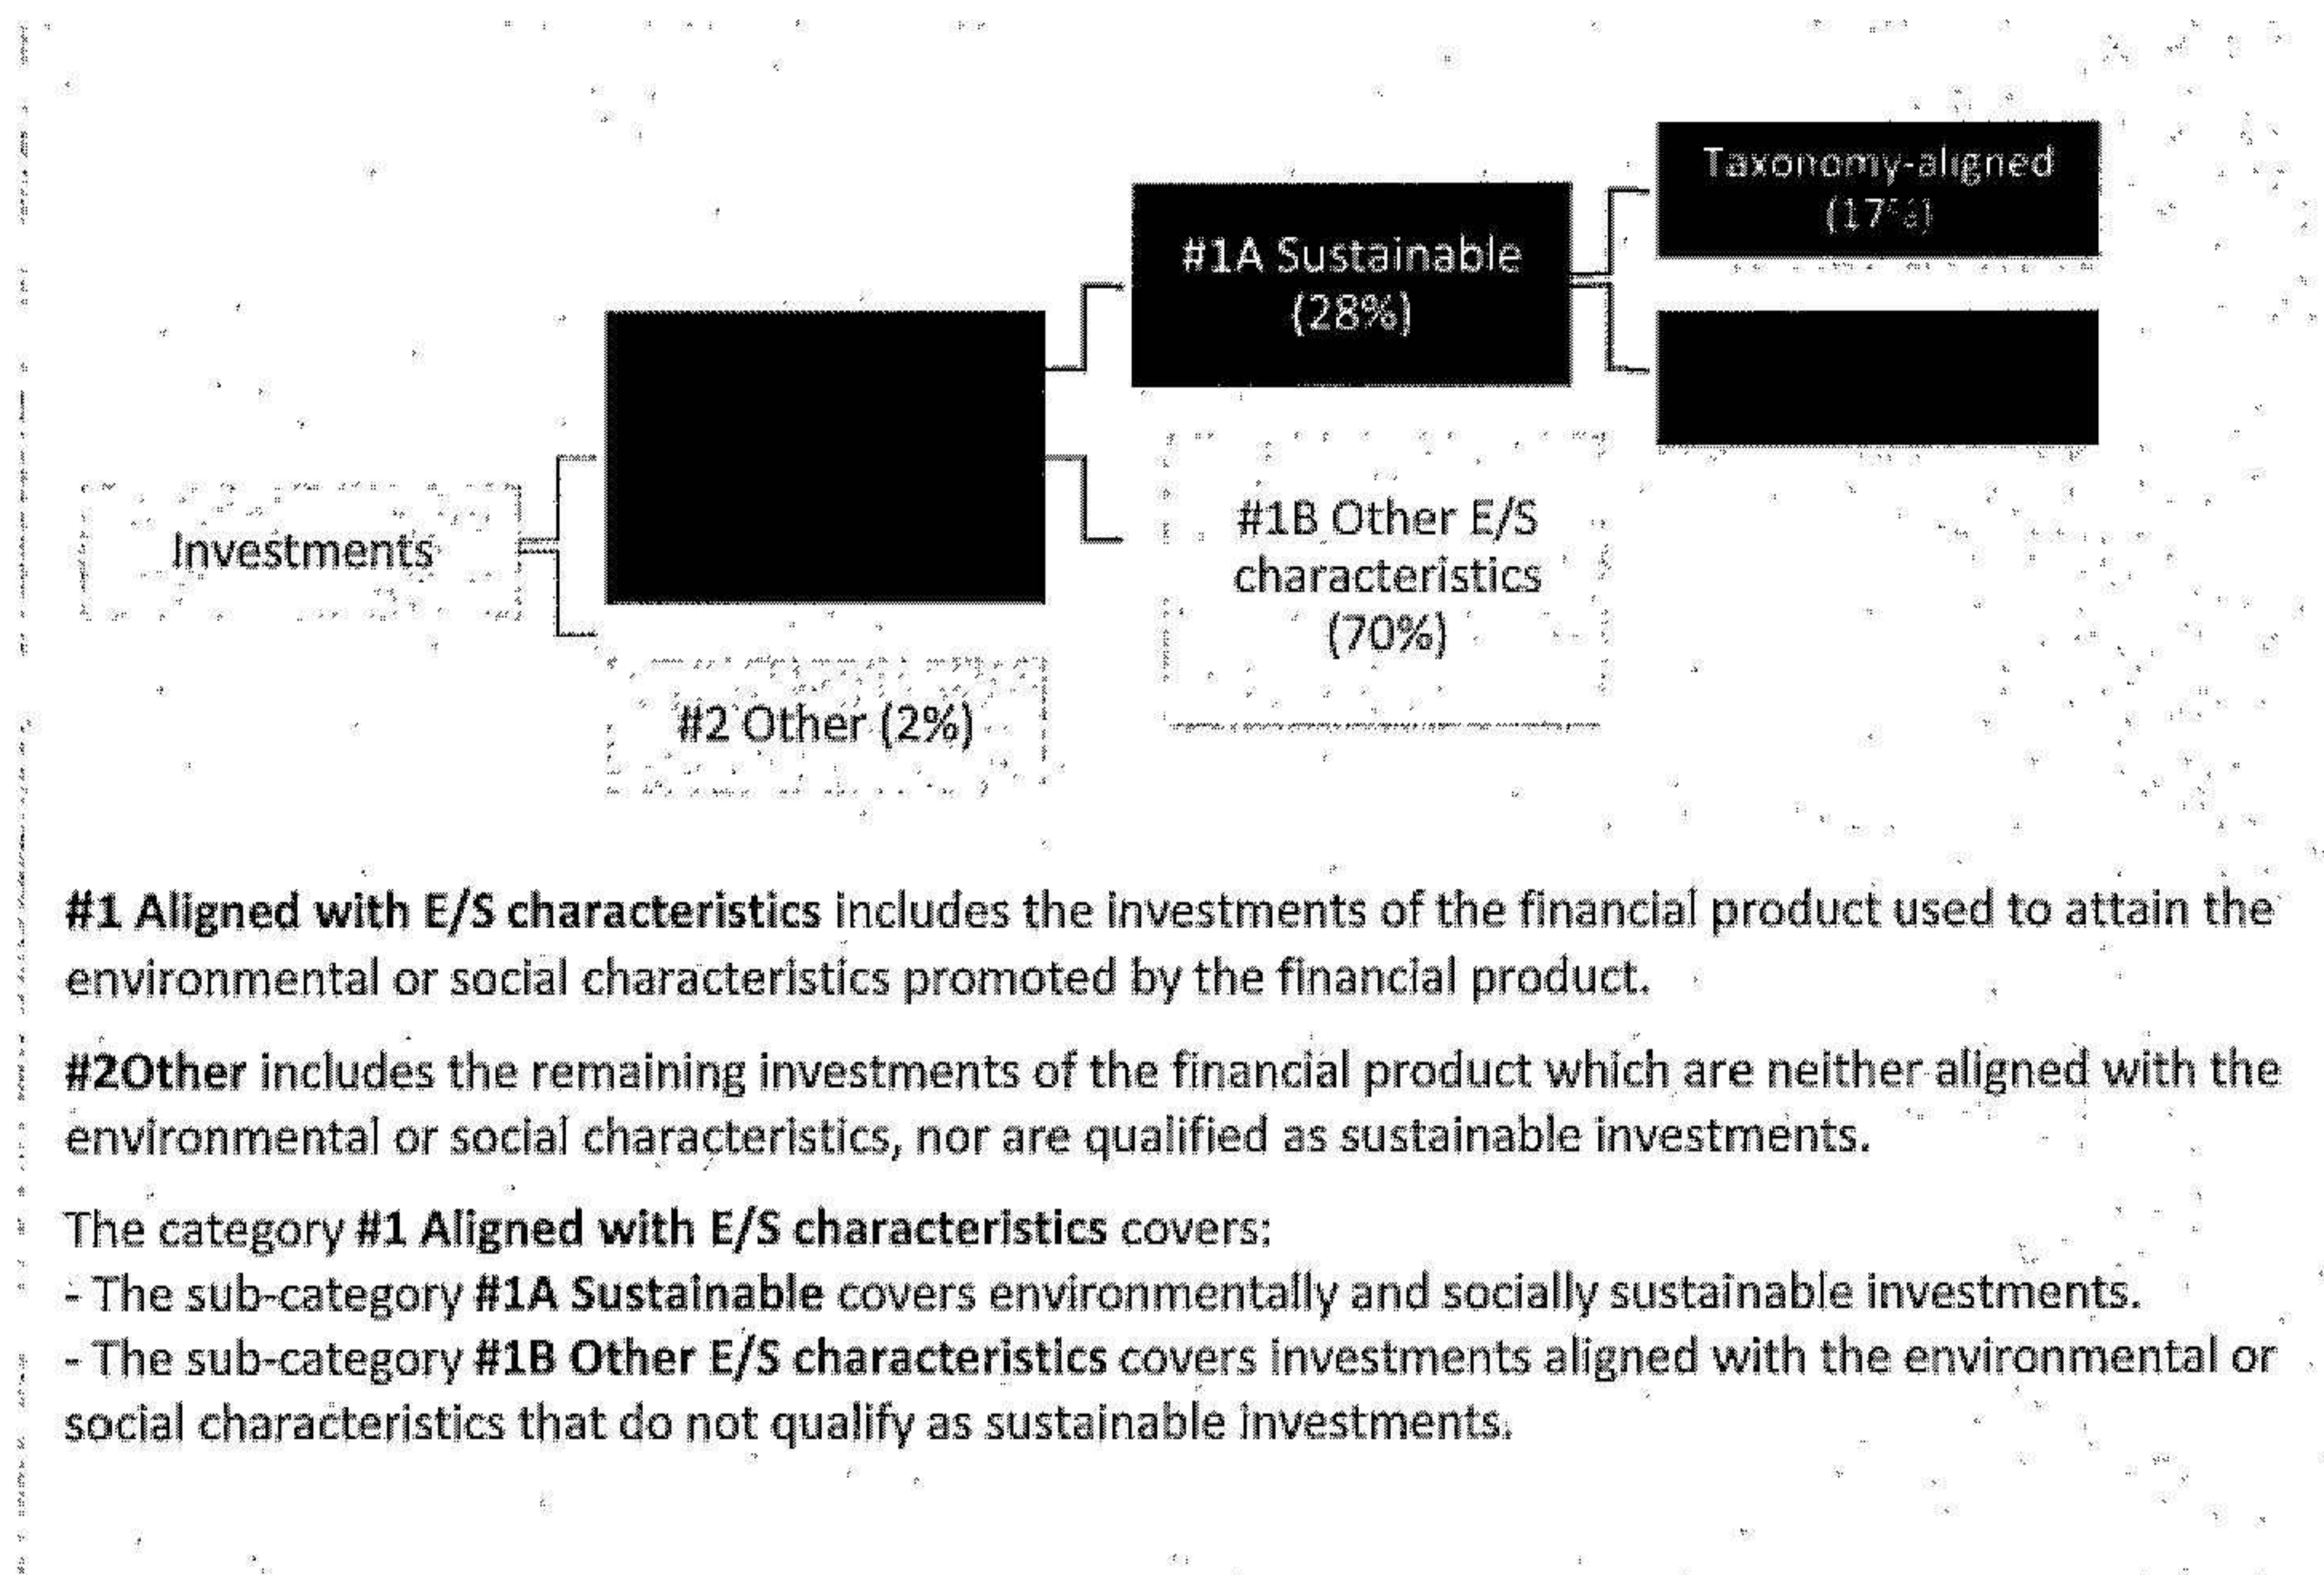 Taxonomy-aligned
(17%)
#1A Sustainable
(28%)
Investments
#1B Other E/S
characteristics
(70%)
#2 Other (2%)
#1 Aligned with E/S characteristics includes the investments of the financial product used to attain the
environmental or social characteristics promoted by the financial product.
#2Other includes the remaining investments of the financial product which are neither aligned with the
environmental or social characteristics, nor are qualified as sustainable investments.
The category #1 Aligned with E/S characteristics covers:
- The sub-category #1A Sustainable covers environmentally and socially sustainable investments.
- The sub-category #1B Other E/S characteristics covers investments aligned with the environmental or
social characteristics that do not qualify as sustainable investments.